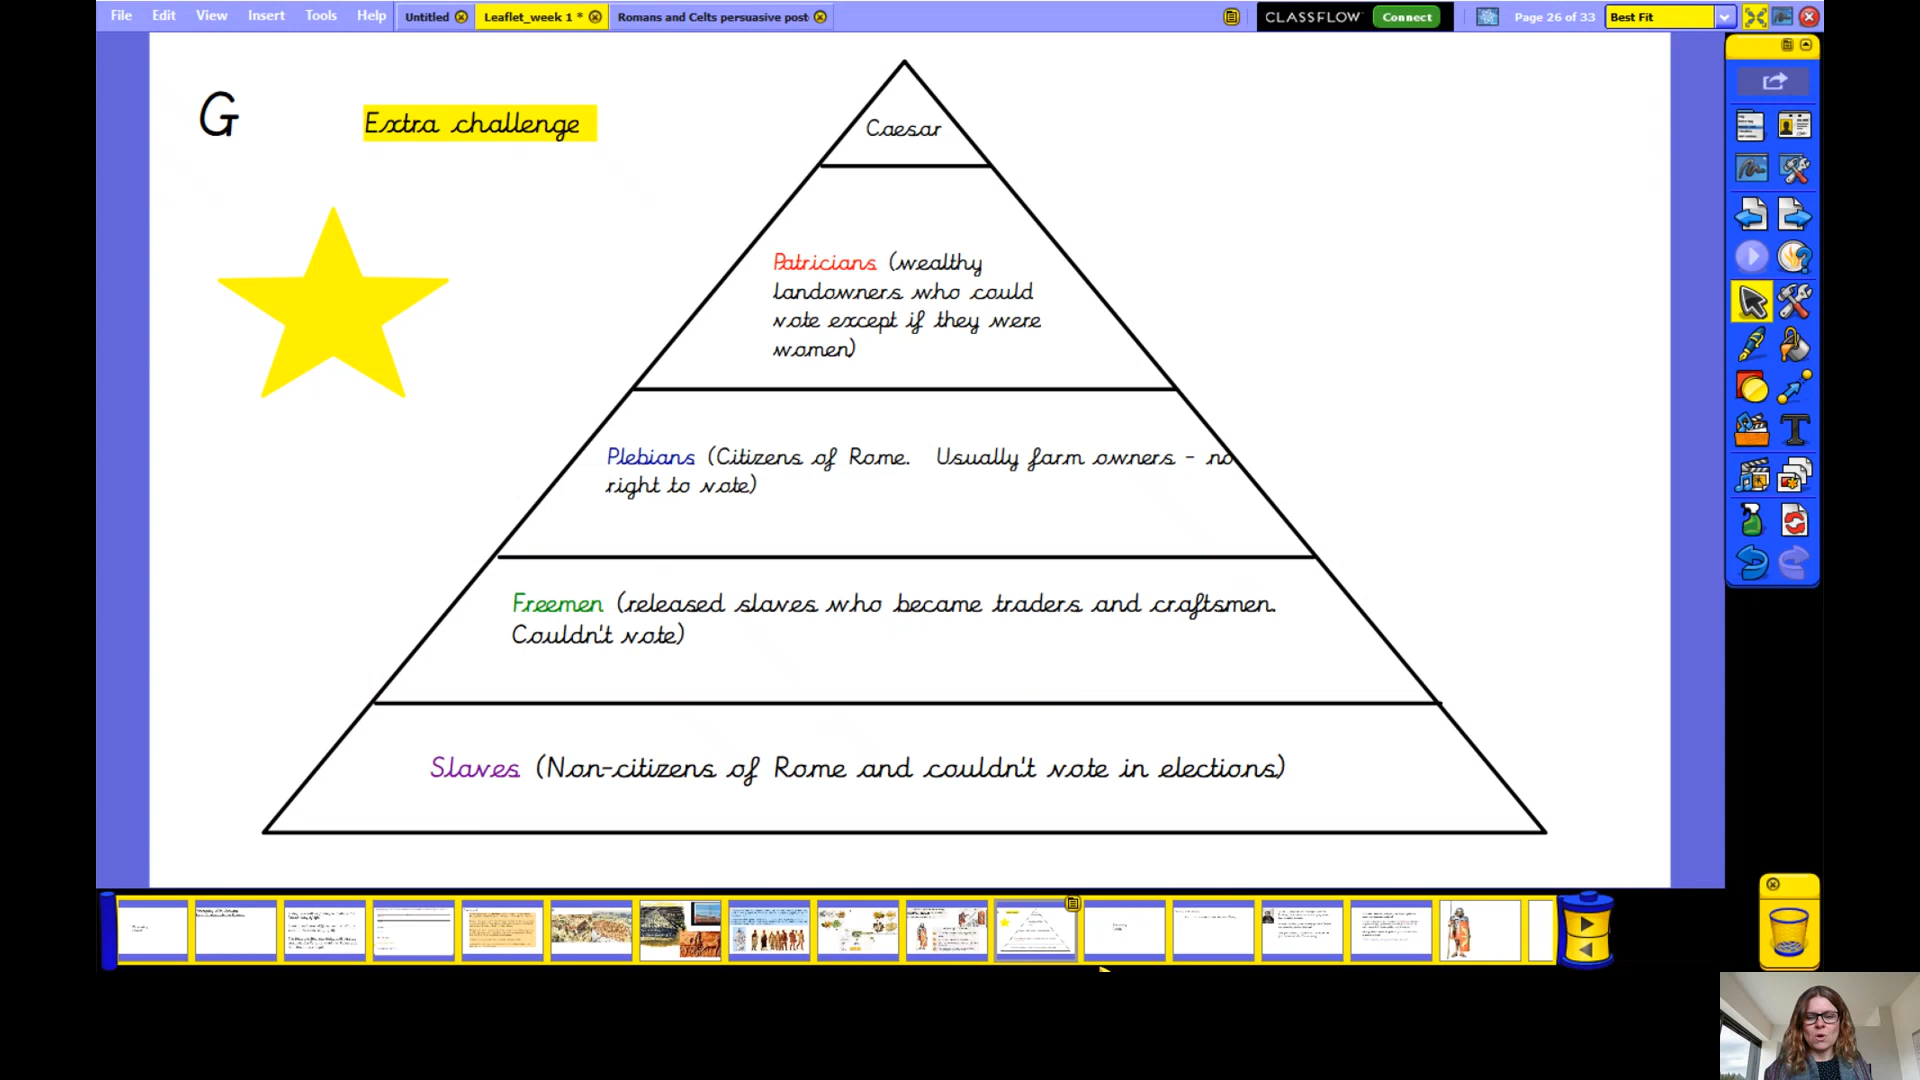 File Edit View Insert Tools Help Untitled Leaflet_week 1 * Romans and Celts persuasive post CLASSFLOW Connect Page 26 of 33 Best Fit
G
Extra challenge
Caesar
Patricians (wealthy
landowners who could
vote except if they were
women)
Plebians (Citizens of Rome. Usually farm owners - no
right to vote)
Freemen (released slaves who became traders and craftsmen.
Couldn't vote)
Slaves (Non-citizens of Rome and couldn't vote in elections)